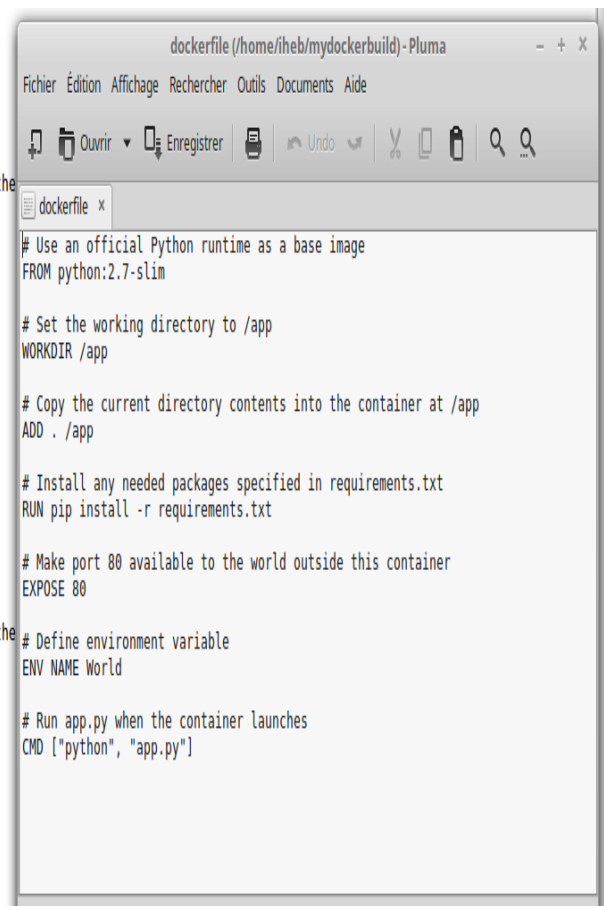 dockerfile (/home/iheb/mydockerbuild) - Pluma
Fichier Édition Affichage Rechercher Outils Documents Aide
Ouvrir Enregistrer Undo
the
dockerfile
# Use an official Python runtime as a base image
FROM python:2.7-slim
# Set the working directory to /app
WORKDIR /app
# Copy the current directory contents into the container at /app
ADD . /app
# Install any needed packages specified in requirements.txt
RUN pip install -r requirements.txt
# Make port 80 available to the world outside this container
EXPOSE 80
the
# Define environment variable
ENV NAME World
# Run app.py when the container launches
CMD ["python", "app.py"]